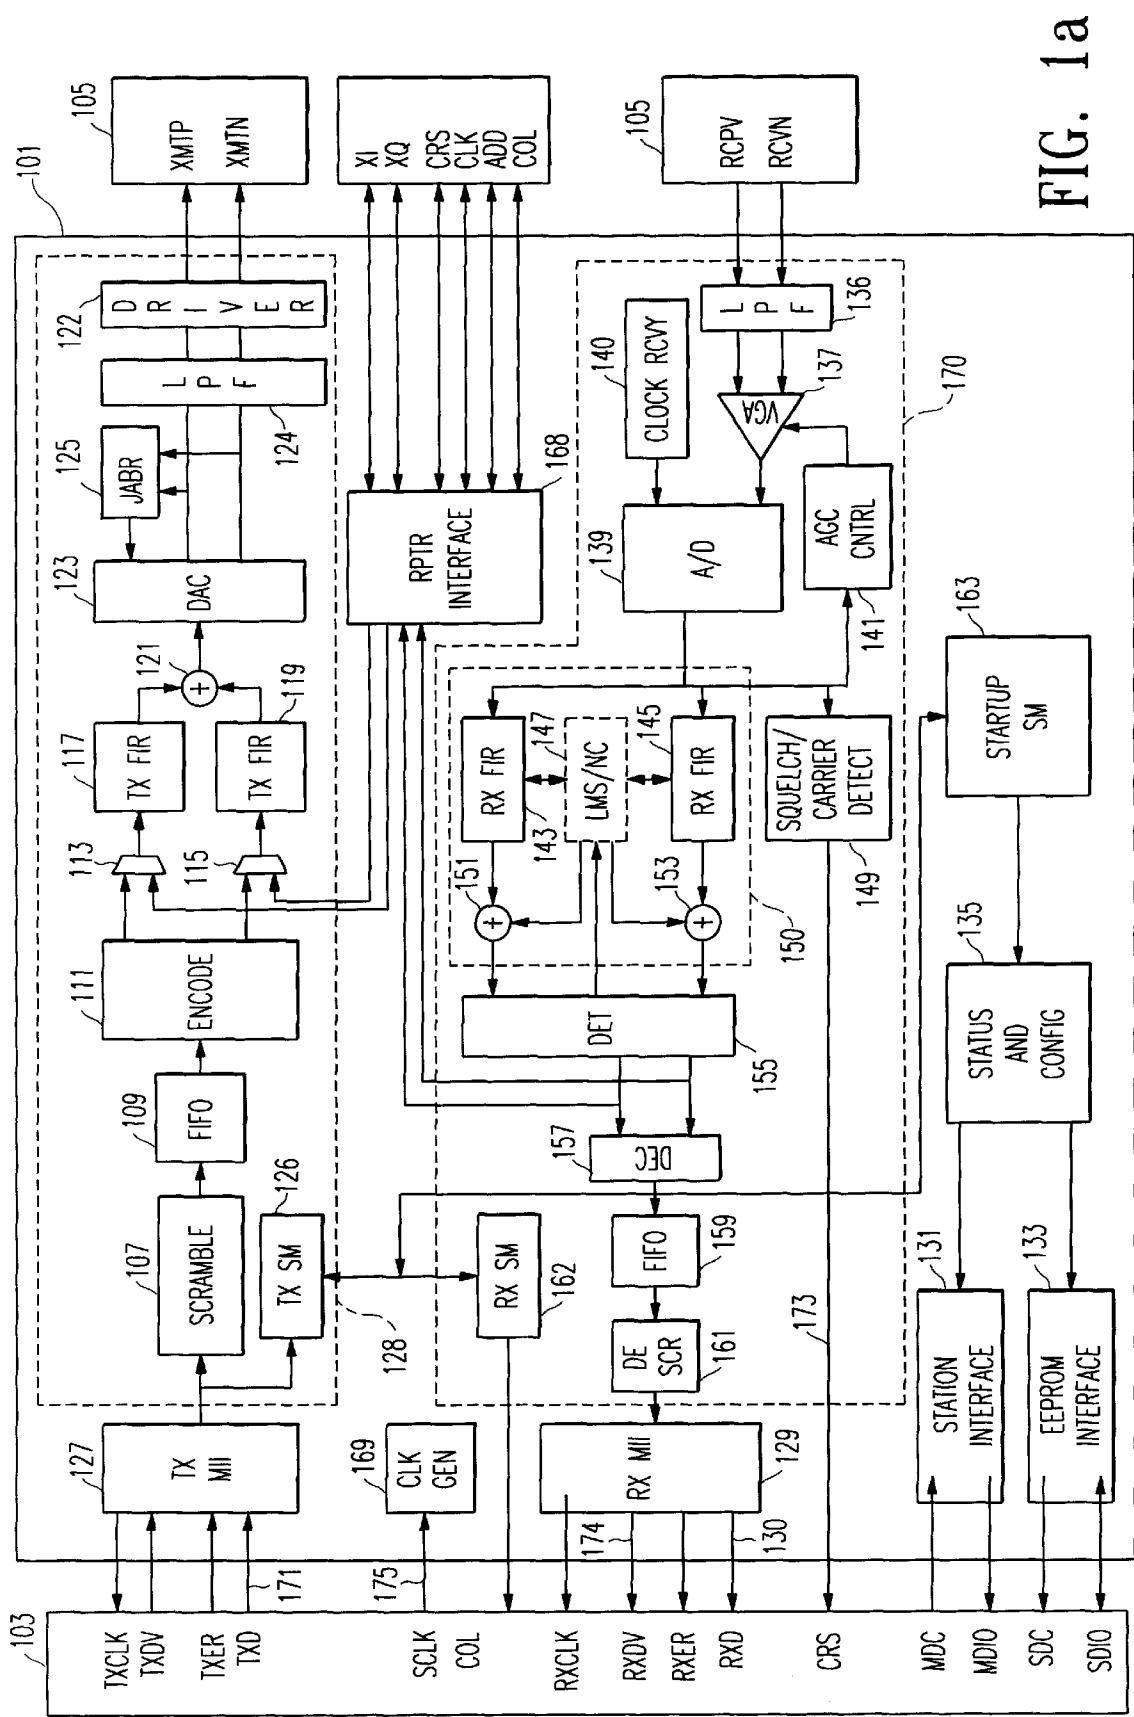 FIG. 1a
101
103
TXCLK
TXDV
TXER
TXD
171
SCLK
COL
175
RXCLK
RXDV
RXER
RXD
174
130
CRS
173
MDC
MDIO
SDC
SDIO
127
TX
MII
107
SCRAMBLE
126
TX SM
128
109
FIFO
111
ENCODE
113
115
117
TX FIR
119
TX FIR
121
123
DAC
125
JABR
124
LPF
122
DRIVER
105
XMTP
XMTN
XI
XQ
CRS
CLK
ADD
COL
168
RPTR
INTERFACE
105
RCPV
RCVN
136
LPF
137
VGA
140
CLOCK RCVY
139
A/D
141
AGC
CNTRL
170
143
RX FIR
147
LMS/NC
145
RX FIR
149
SQUELCH/
CARRIER
DETECT
150
151
153
155
DET
157
DEC
159
FIFO
161
DE
SCR
162
RX SM
169
CLK
GEN
129
RX MII
163
STARTUP
SM
135
STATUS
AND
CONFIG
131
STATION
INTERFACE
133
EEPROM
INTERFACE